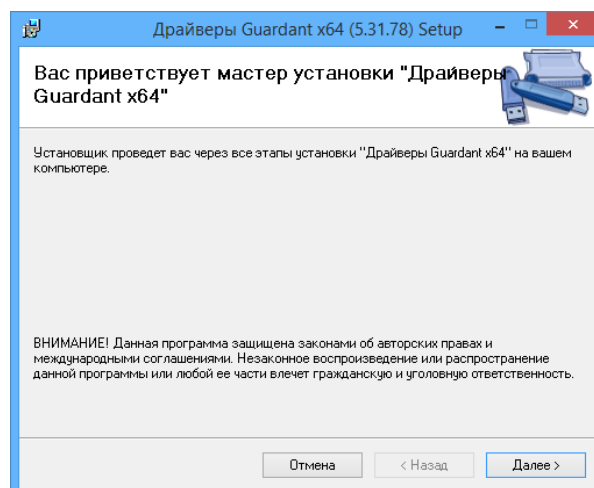 Драйверы Guardant x64 (5.31.78) Setup
Вас приветствует мастер установки "Драйверы
Guardant x64"
Установщик проведет вас через все этапы установки "Драйверы Guardant x64" на вашем
компьютере.
ВНИМАНИЕ! Данная программа защищена законами об авторских правах и
международными соглашениями. Незаконное воспроизведение или распространение
данной программы или любой ее части влечет гражданскую и уголовную ответственность.
Отмена
< Назад
Далее >